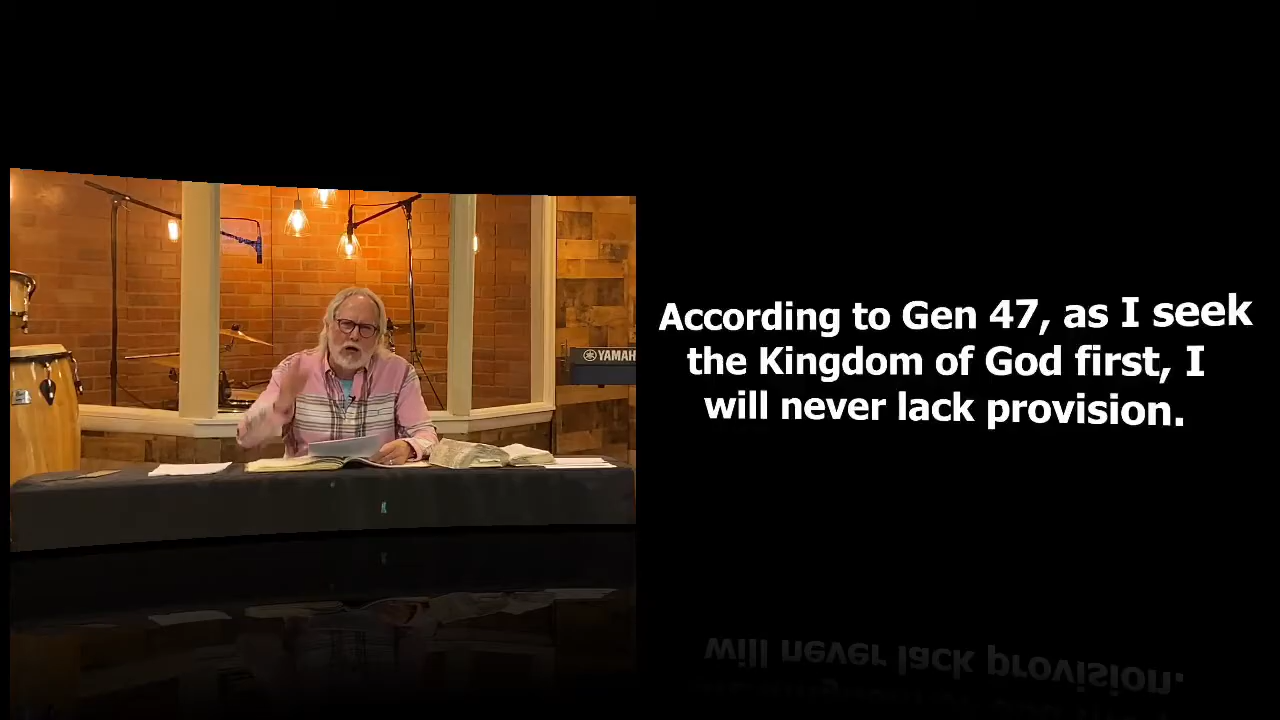 According to Gen 47, as I seek
the Kingdom of God first, I
will never lack provision.
YAMAH